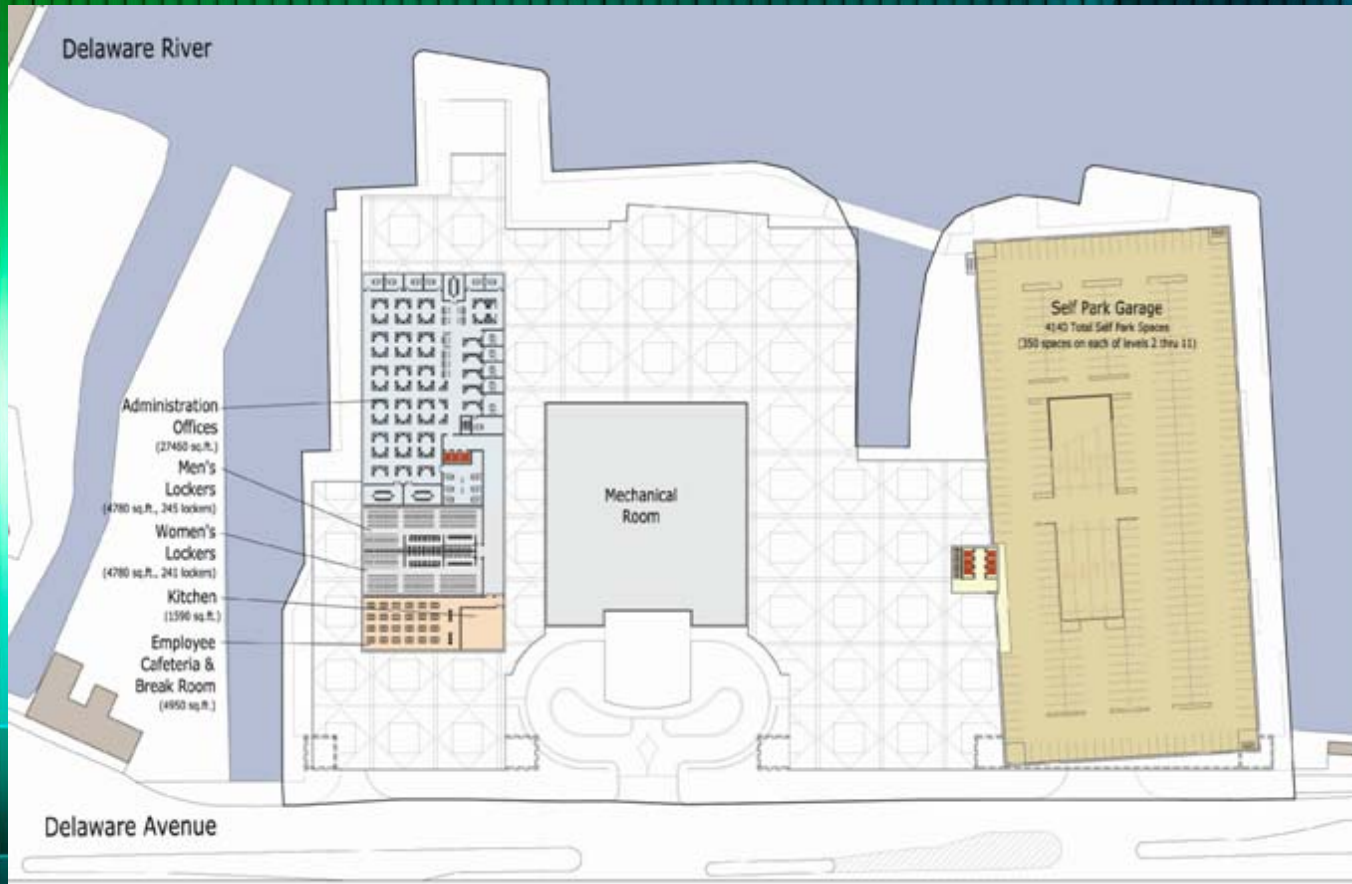 Delaware River
Self Park Garage
4140 Total Self Park Spaces
(350 spaces on each of levels 2 thru 11)
Administration
Offices
(27460 sq.ft.)
Men's
Lockers
(4780 sq.ft., 245 lockers)
Women's
Lockers
(4780 sq.ft., 241 lockers)
Kitchen
(1590 sq.ft.)
Employee
Cafeteria &
Break Room
(4950 sq.ft.)
Mechanical
Room
Delaware Avenue